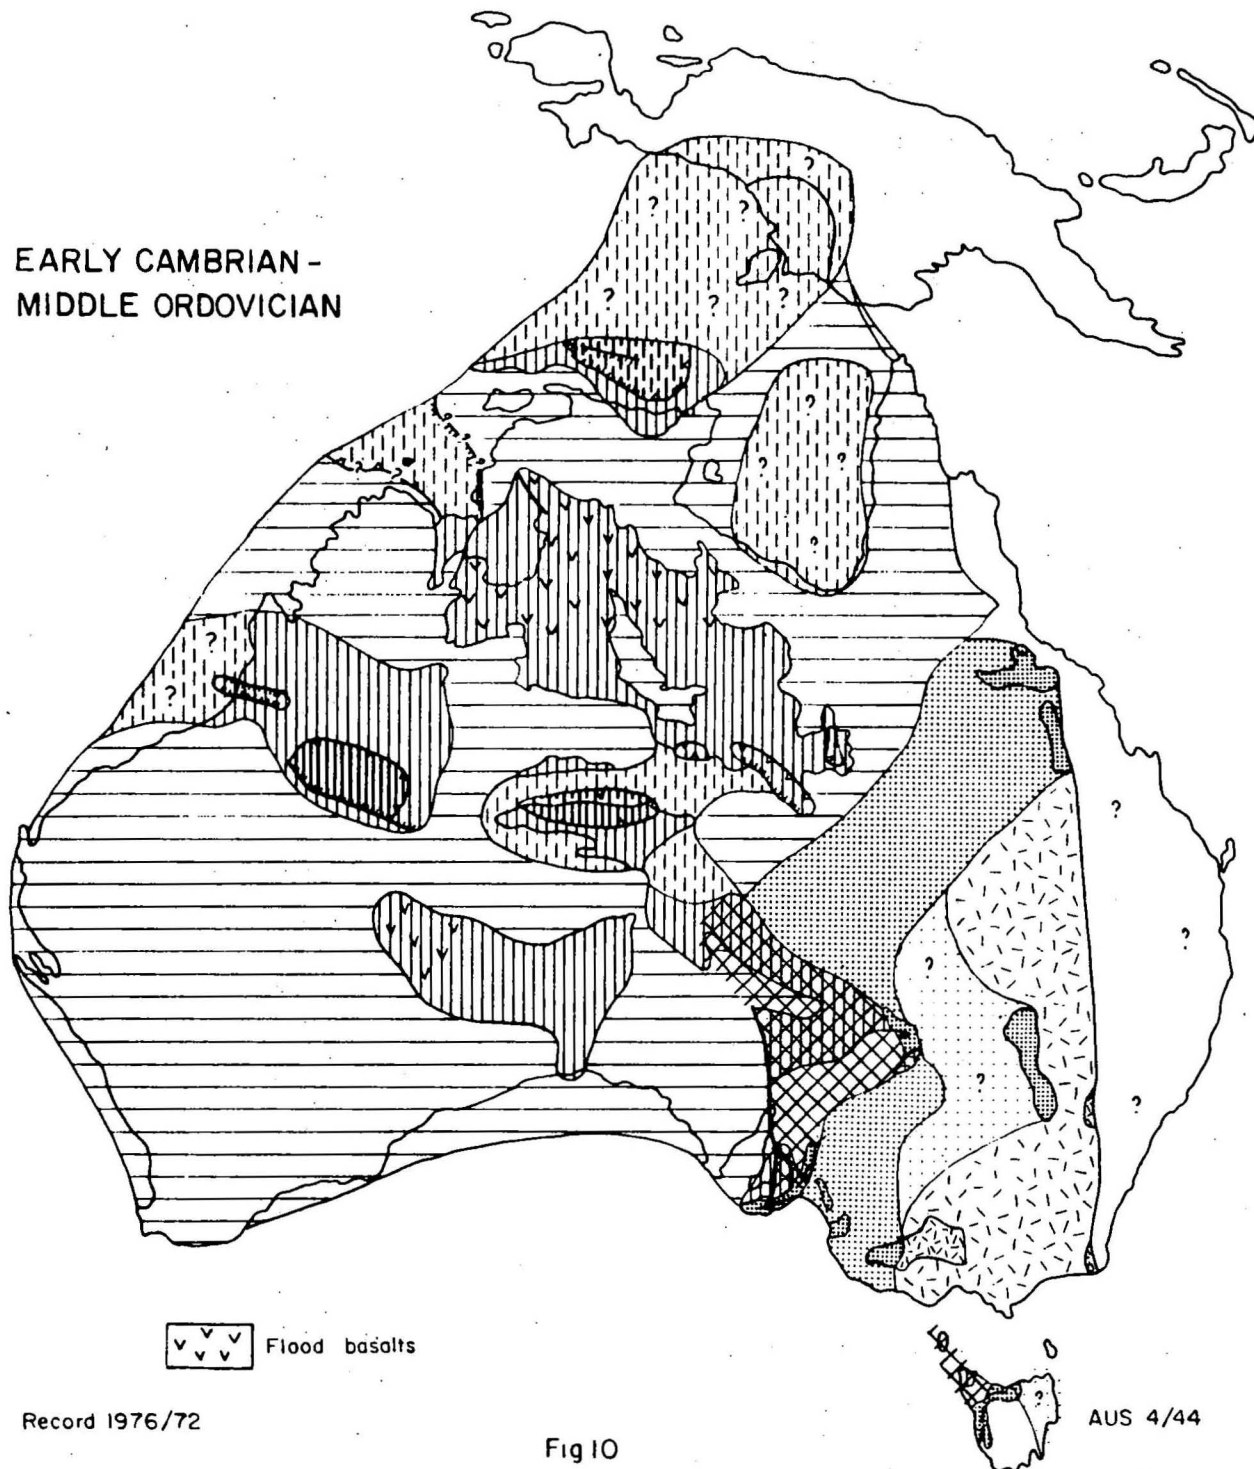 EARLY CAMBRIAN –
MIDDLE ORDOVICIAN
Flood basalts
Record 1976/72
Fig 10
AUS 4/44